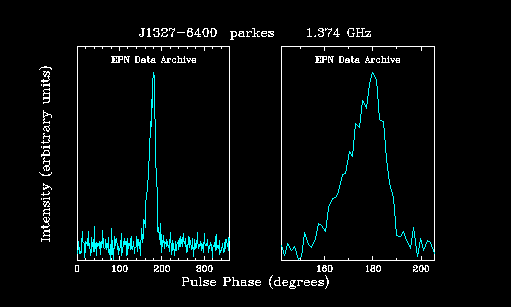 J1327-6400 parkes 1.374 GHz
EPN Data Archive EPN Data Archive
Intensity (arbitrary units)
0 100 200 300 160 180 200
Pulse Phase (degrees)